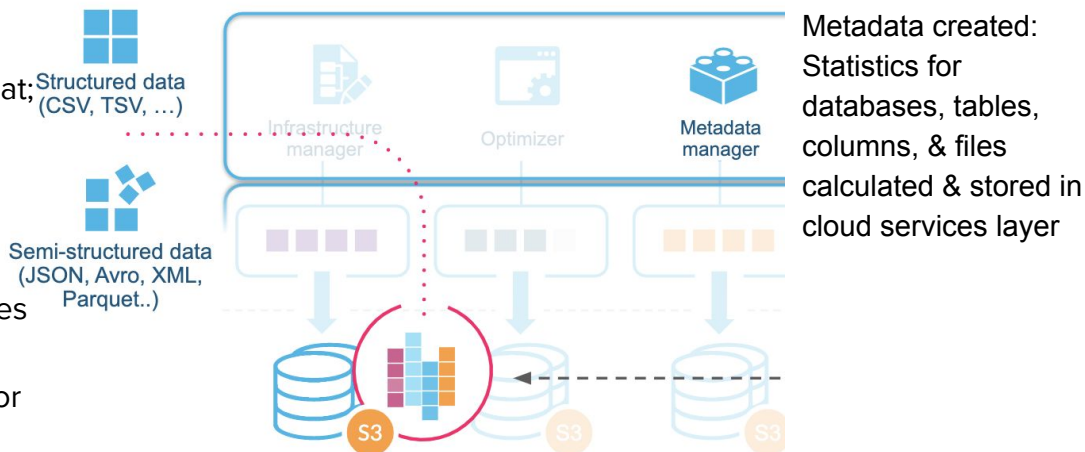 at;
Structured data
(CSV, TSV, …)
Semi-structured data
(JSON, Avro, XML,
Parquet..)
es
or
Infrastructure
manager
Optimizer
Metadata
manager
S3
S3
S3
Metadata created:
Statistics for
databases, tables,
columns, & files
calculated & stored in
cloud services layer